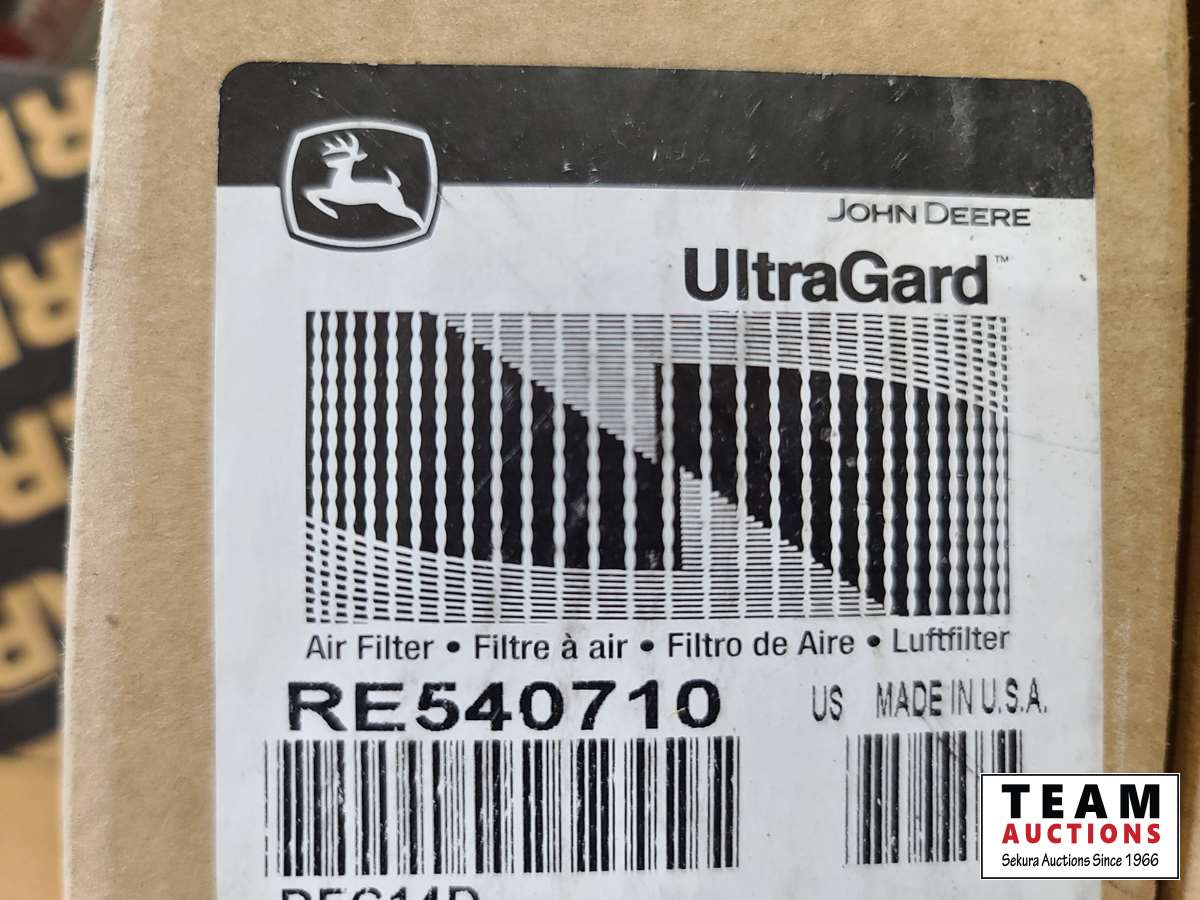 JOHN DEERE
UltraGard™
Air Filter • Filtre à air • Filtro de Aire • Luftfilter
RE540710 US MADE IN U.S.A.
TEAM
AUCTIONS
Sekura Auctions Since 1966